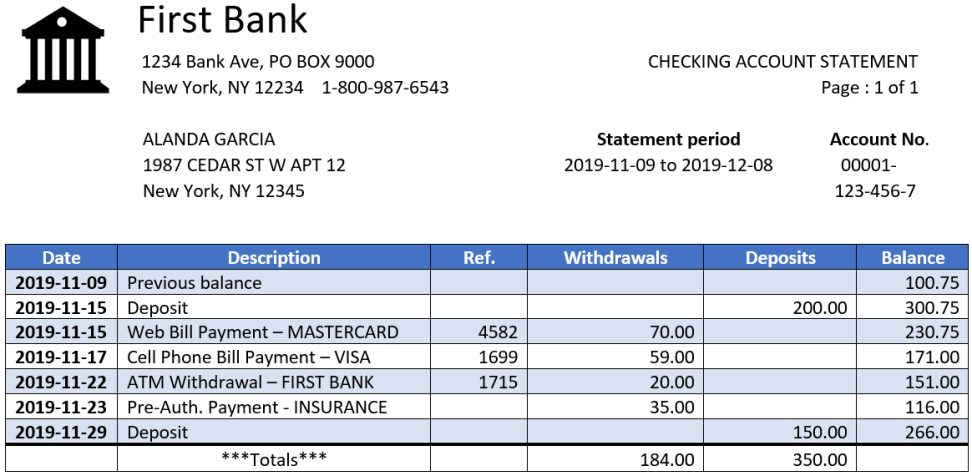 First Bank
1234 Bank Ave, PO BOX 9000 CHECKING ACCOUNT STATEMENT
New York, NY 12234 1-800-987-6543 Page : 1 of 1
ALANDA GARCIA Statement period Account No.
1987 CEDAR ST W APT 12 2019-11-09 to 2019-12-08 00001-
New York, NY 12345 123-456-7
Date Description Ref. Withdrawals Deposits Balance
2019-11-09 Previous balance 100.75
2019-11-15 Deposit 200.00 300.75
2019-11-15 Web Bill Payment – MASTERCARD 4582 70.00 230.75
2019-11-17 Cell Phone Bill Payment – VISA 1699 59.00 171.00
2019-11-22 ATM Withdrawal – FIRST BANK 1715 20.00 151.00
2019-11-23 Pre-Auth. Payment - INSURANCE 35.00 116.00
2019-11-29 Deposit 150.00 266.00
***Totals*** 184.00 350.00